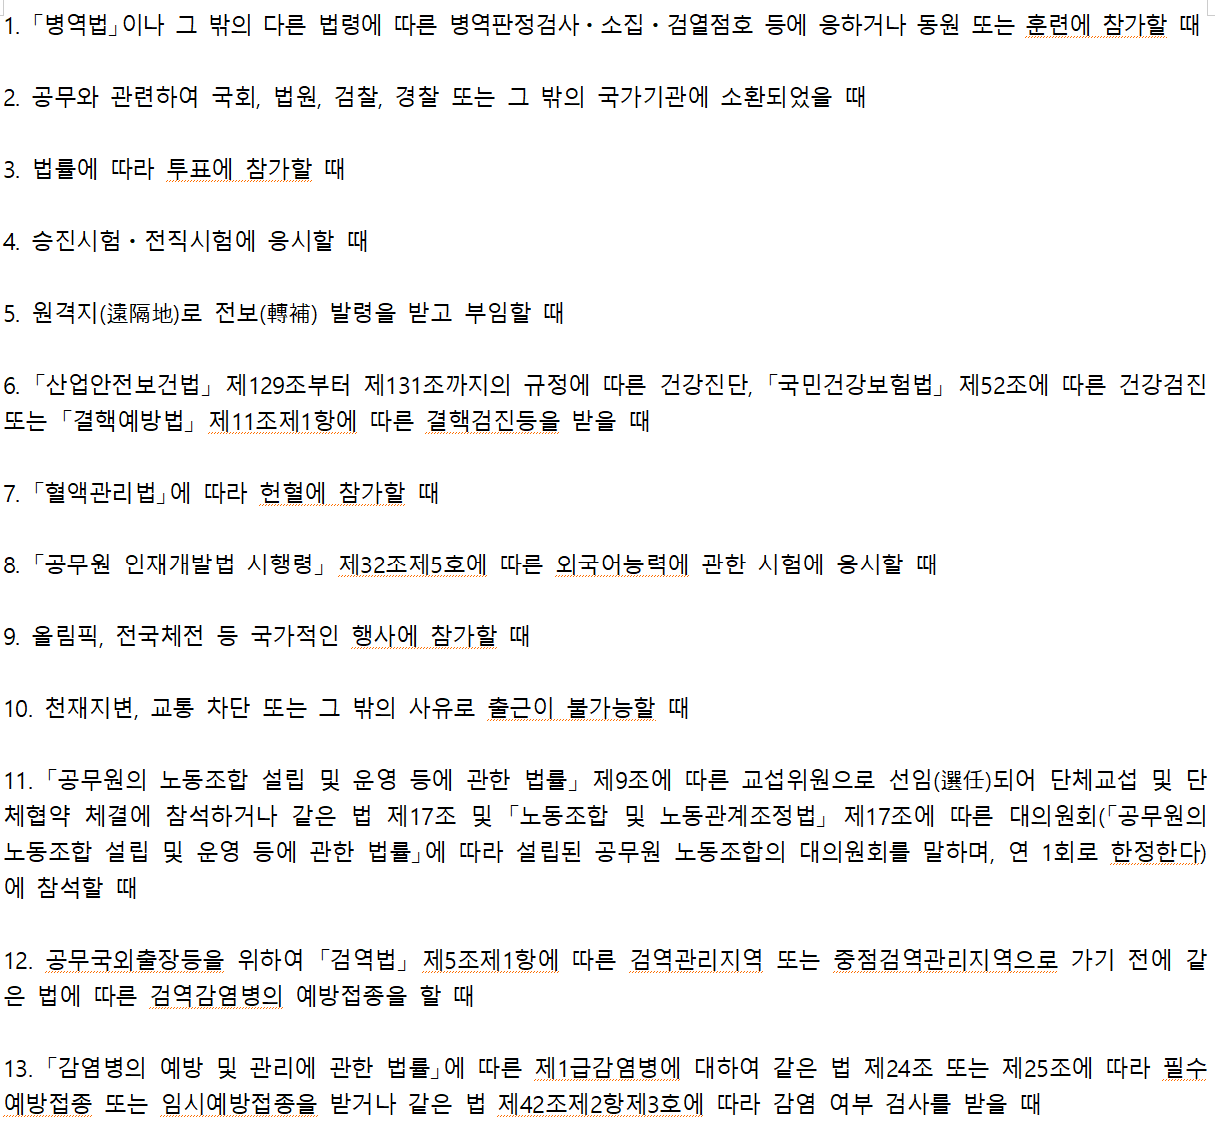 1. 「병역법」이나 그 밖의 다른 법령에 따른 병역판정검사ㆍ소집ㆍ검열점호 등에 응하거나 동원 또는 훈련에 참가할 때
2. 공무와 관련하여 국회, 법원, 검찰, 경찰 또는 그 밖의 국가기관에 소환되었을 때
3. 법률에 따라 투표에 참가할 때
4. 승진시험ㆍ전직시험에 응시할 때
5. 원격지(遠隔地)로 전보(轉補) 발령을 받고 부임할 때
6. 「산업안전보건법」 제129조부터 제131조까지의 규정에 따른 건강진단, 「국민건강보험법」 제52조에 따른 건강검진
또는 「결핵예방법」 제11조제1항에 따른 결핵검진등을 받을 때
7. 「혈액관리법」에 따라 헌혈에 참가할 때
8. 「공무원 인재개발법 시행령」 제32조제5호에 따른 외국어능력에 관한 시험에 응시할 때
9. 올림픽, 전국체전 등 국가적인 행사에 참가할 때
10. 천재지변, 교통 차단 또는 그 밖의 사유로 출근이 불가능할 때
11. 「공무원의 노동조합 설립 및 운영 등에 관한 법률」 제9조에 따른 교섭위원으로 선임(選任)되어 단체교섭 및 단
체협약 체결에 참석하거나 같은 법 제17조 및 「노동조합 및 노동관계조정법」 제17조에 따른 대의원회(「공무원의
노동조합 설립 및 운영 등에 관한 법률」에 따라 설립된 공무원 노동조합의 대의원회를 말하며, 연 1회로 한정한다)
에 참석할 때
12. 공무국외출장등을 위하여 「검역법」 제5조제1항에 따른 검역관리지역 또는 중점검역관리지역으로 가기 전에 같
은 법에 따른 검역감염병의 예방접종을 할 때
13. 「감염병의 예방 및 관리에 관한 법률」에 따른 제1급감염병에 대하여 같은 법 제24조 또는 제25조에 따라 필수
예방접종 또는 임시예방접종을 받거나 같은 법 제42조제2항제3호에 따라 감염 여부 검사를 받을 때